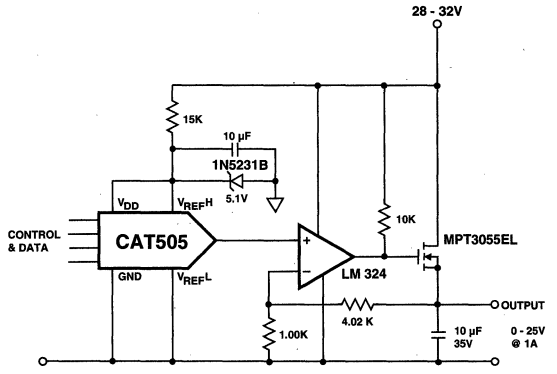 28 - 32V
15K
10 µF
1N5231B
5.1V
VDD
VREFH
CONTROL
& DATA
CAT505
GND
VREFL
+
–
LM 324
10K
MPT3055EL
4.02 K
1.00K
OUTPUT
10 µF
35V
0 - 25V
@ 1A